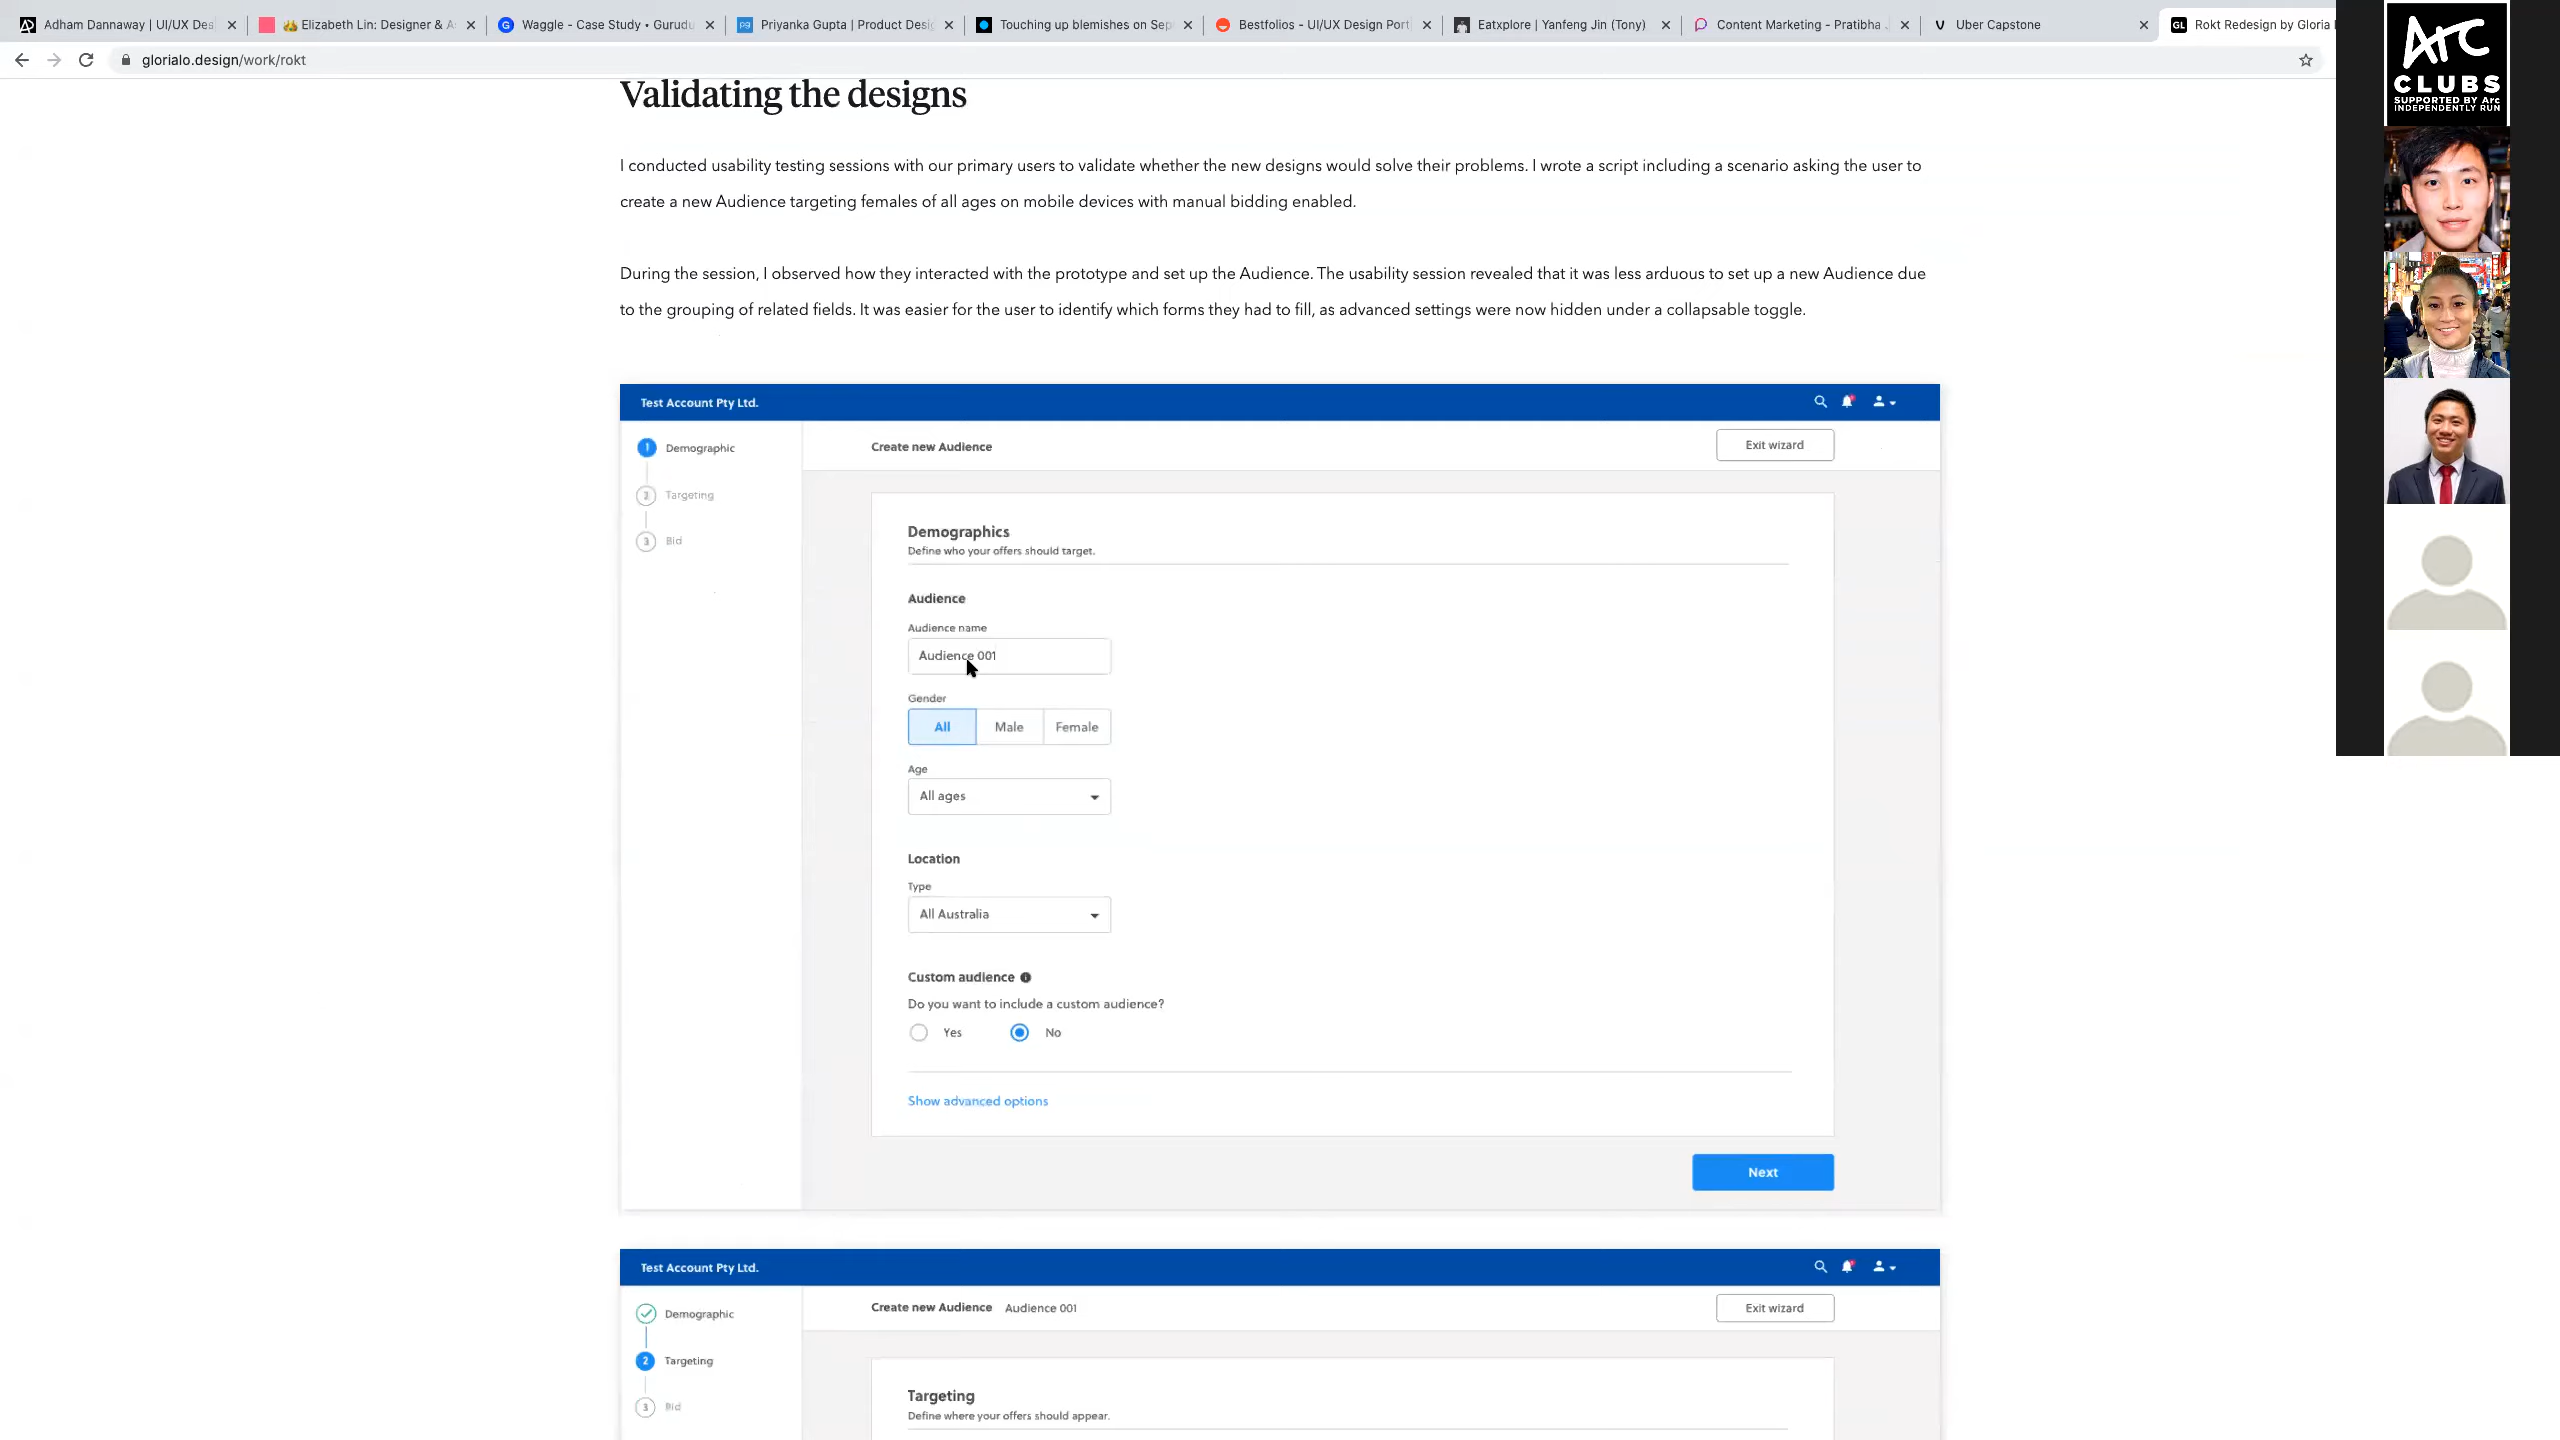 Adham Dannaway | UI/UX Des
Elizabeth Lin: Designer & A
Waggle - Case Study • Gurudu
Priyanka Gupta | Product Desig
Touching up blemishes on Sep
Bestfolios - UI/UX Design Port
Eatxplore | Yanfeng Jin (Tony)
Content Marketing - Pratibha J
Uber Capstone
GL Rokt Redesign by Gloria
glorialo.design/work/rokt
Arc
CLUBS
SUPPORTED BY Arc
INDEPENDENTLY RUN
Validating the designs
I conducted usability testing sessions with our primary users to validate whether the new designs would solve their problems. I wrote a script including a scenario asking the user to
create a new Audience targeting females of all ages on mobile devices with manual bidding enabled.
During the session, I observed how they interacted with the prototype and set up the Audience. The usability session revealed that it was less arduous to set up a new Audience due
to the grouping of related fields. It was easier for the user to identify which forms they had to fill, as advanced settings were now hidden under a collapsable toggle.
Test Account Pty Ltd.
1 Demographic
2 Targeting
3 Bid
Create new Audience
Exit wizard
Demographics
Define who your offers should target.
Audience
Audience name
Audience 001
Gender
All Male Female
Age
All ages
Location
Type
All Australia
Custom audience
Do you want to include a custom audience?
Yes No
Show advanced options
Next
Test Account Pty Ltd.
Demographic
2 Targeting
3 Bid
Create new Audience Audience 001
Exit wizard
Targeting
Define where your offers should appear.